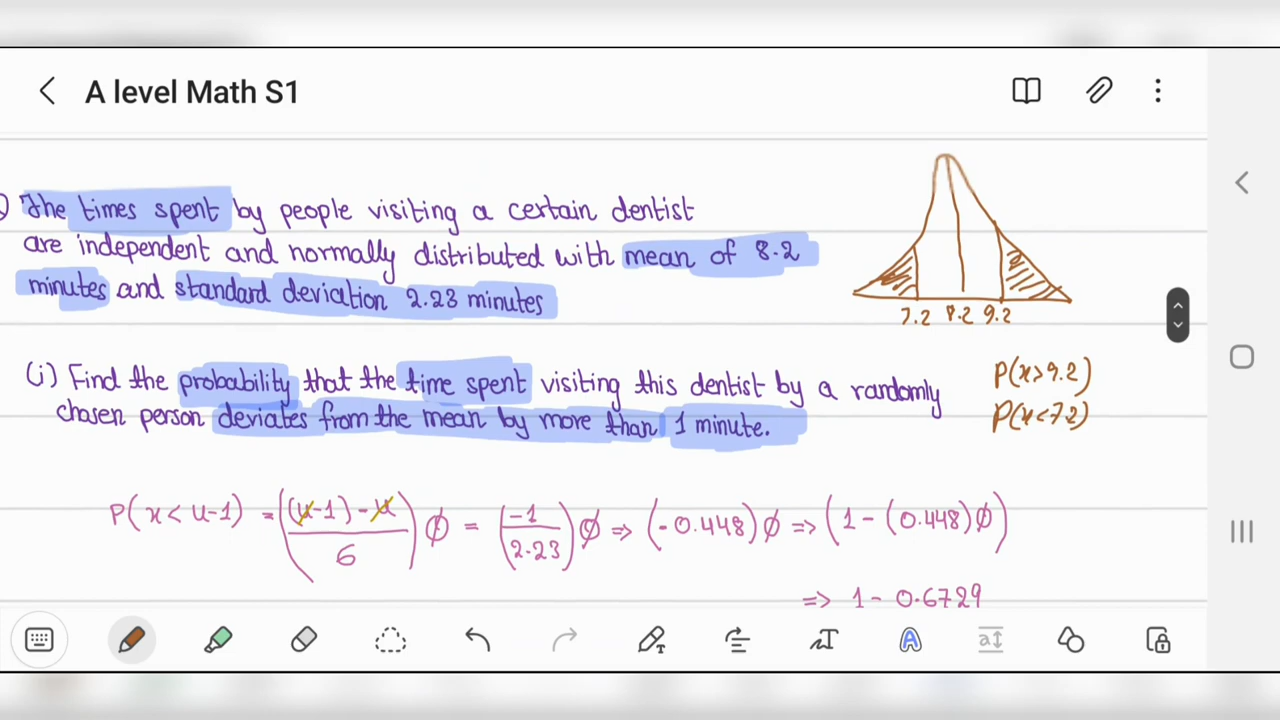 A level Math S1
The times spent by people visiting a certain dentist
are independent and normally distributed with mean of 8.2
minutes and standard deviation 2.23 minutes
7.2 8.2 9.2
(i) Find the probability that the time spent visiting this dentist by a randomly
chosen person deviates from the mean by more than 1 minute.
P(x>9.2)
P(x<7.2)
P(x<u-1) = ((u-1)-u)/6 ∅ = (-1/2.23)∅ => (-0.448)∅ => (1-(0.448)∅)
=> 1- 0.6729